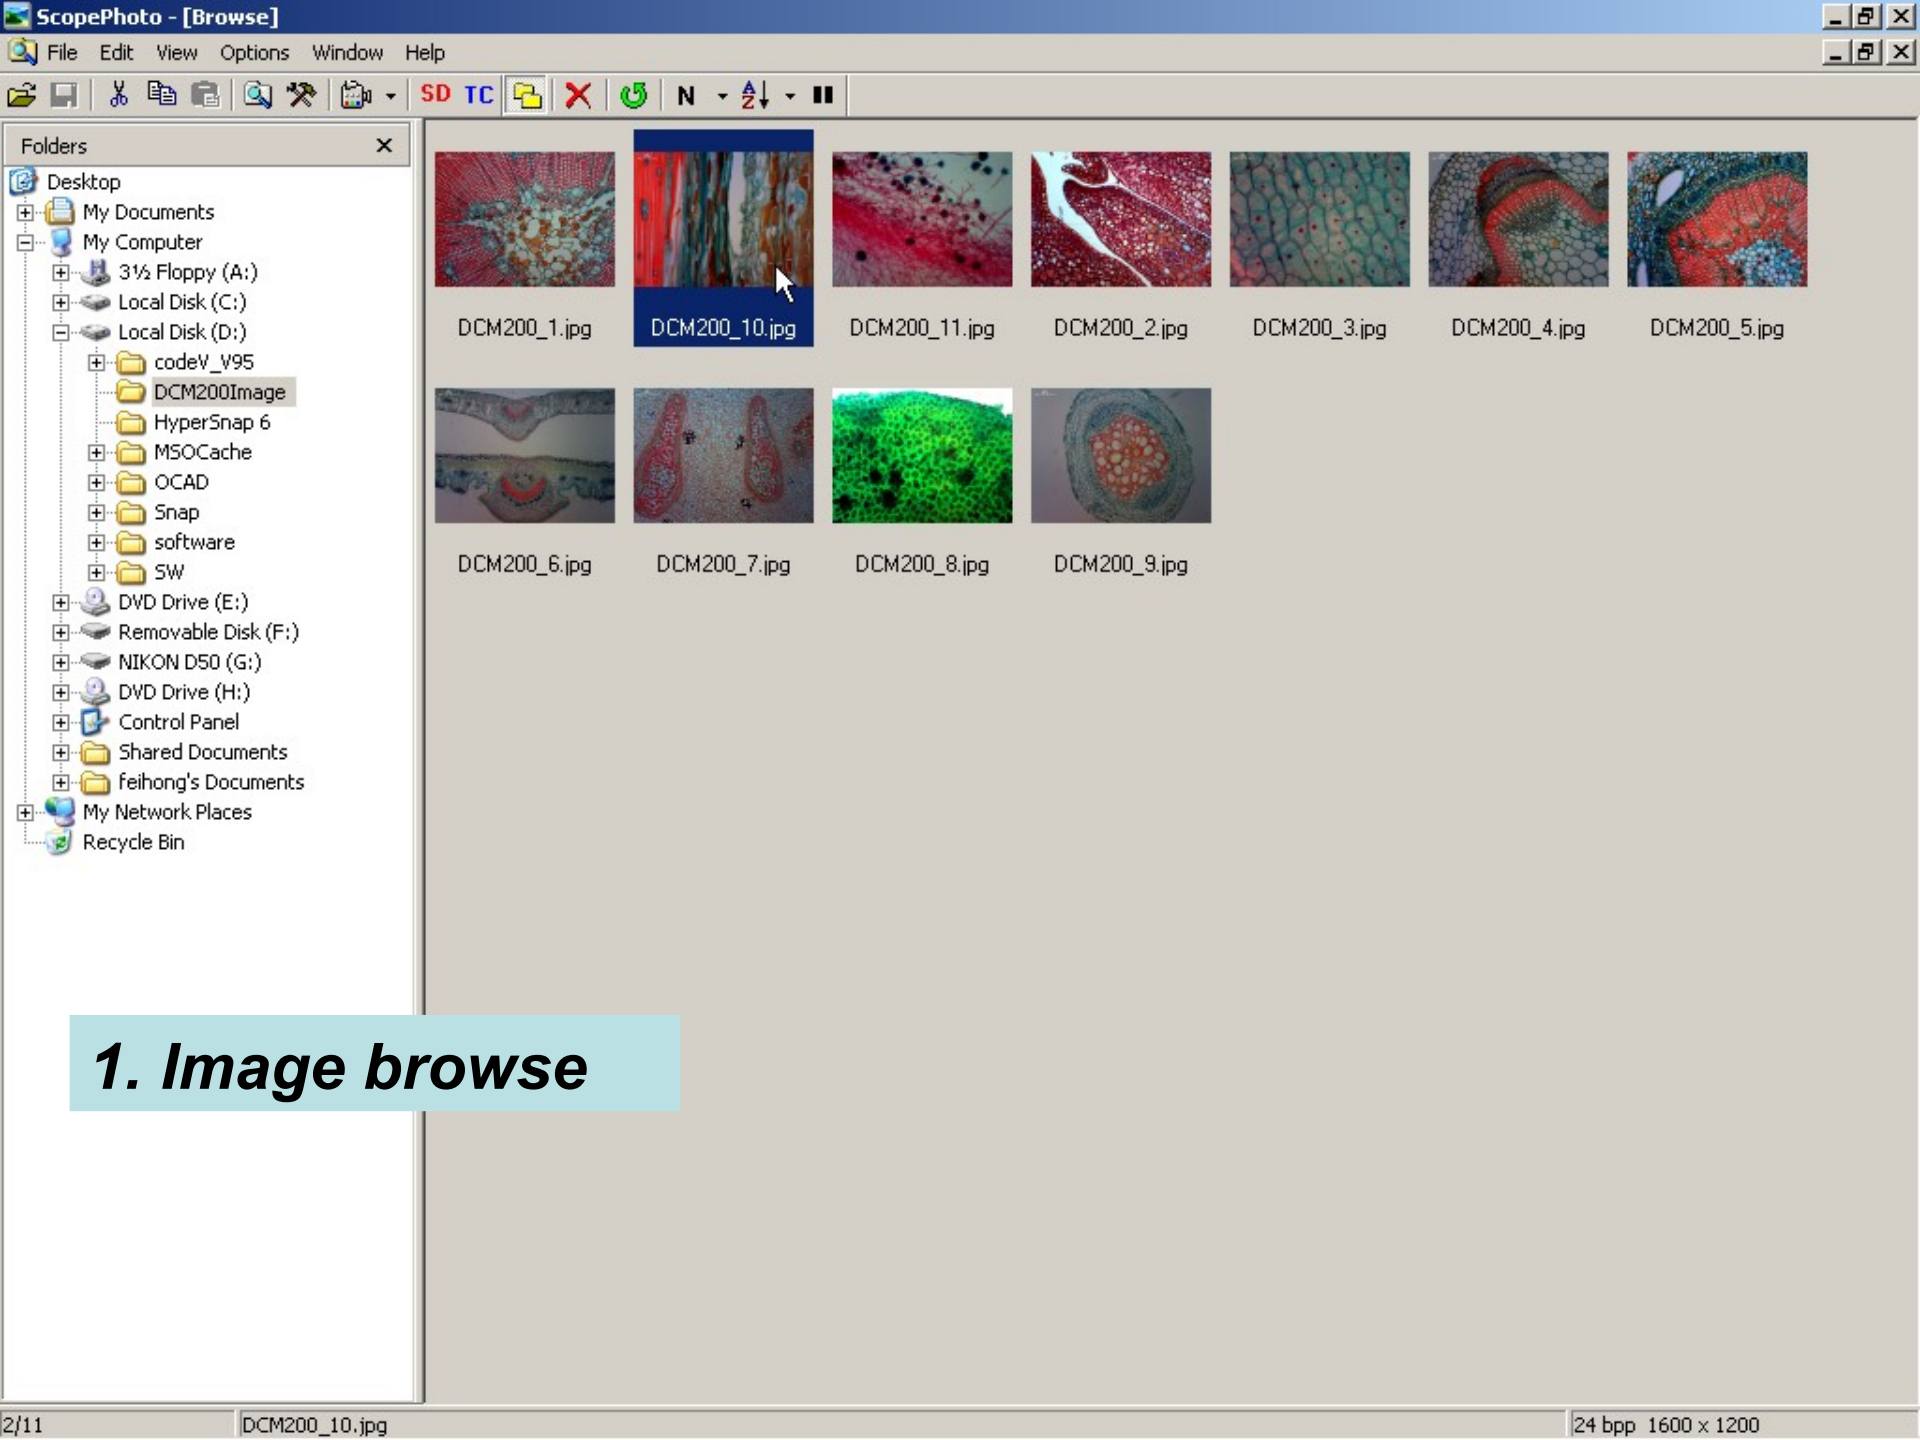 ScopePhoto - [Browse]
File Edit View Options Window Help
SD TC N A Z
Folders
Desktop
My Documents
My Computer
3½ Floppy (A:)
Local Disk (C:)
Local Disk (D:)
codeV_V95
DCM200Image
HyperSnap 6
MSOCache
OCAD
Snap
software
SW
DVD Drive (E:)
Removable Disk (F:)
NIKON D50 (G:)
DVD Drive (H:)
Control Panel
Shared Documents
feihong's Documents
My Network Places
Recycle Bin
DCM200_1.jpg DCM200_10.jpg DCM200_11.jpg DCM200_2.jpg DCM200_3.jpg DCM200_4.jpg DCM200_5.jpg
DCM200_6.jpg DCM200_7.jpg DCM200_8.jpg DCM200_9.jpg
1. Image browse
2/11 DCM200_10.jpg 24 bpp 1600 x 1200